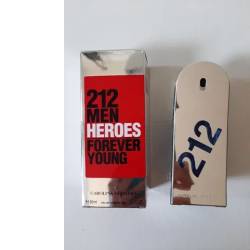 212
MEN
HEROES
FOREVER
YOUNG
CAROLINA HERRERA
212